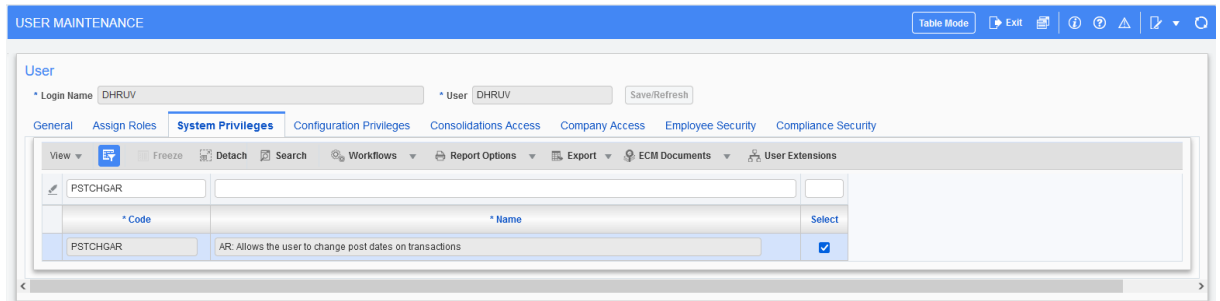 USER MAINTENANCE Table Mode Exit
User
* Login Name DHRUV * User DHRUV Save/Refresh
General Assign Roles System Privileges Configuration Privileges Consolidations Access Company Access Employee Security Compliance Security
View Freeze Detach Search Workflows Report Options Export ECM Documents User Extensions
PSTCHGAR
* Code * Name Select
PSTCHGAR AR: Allows the user to change post dates on transactions